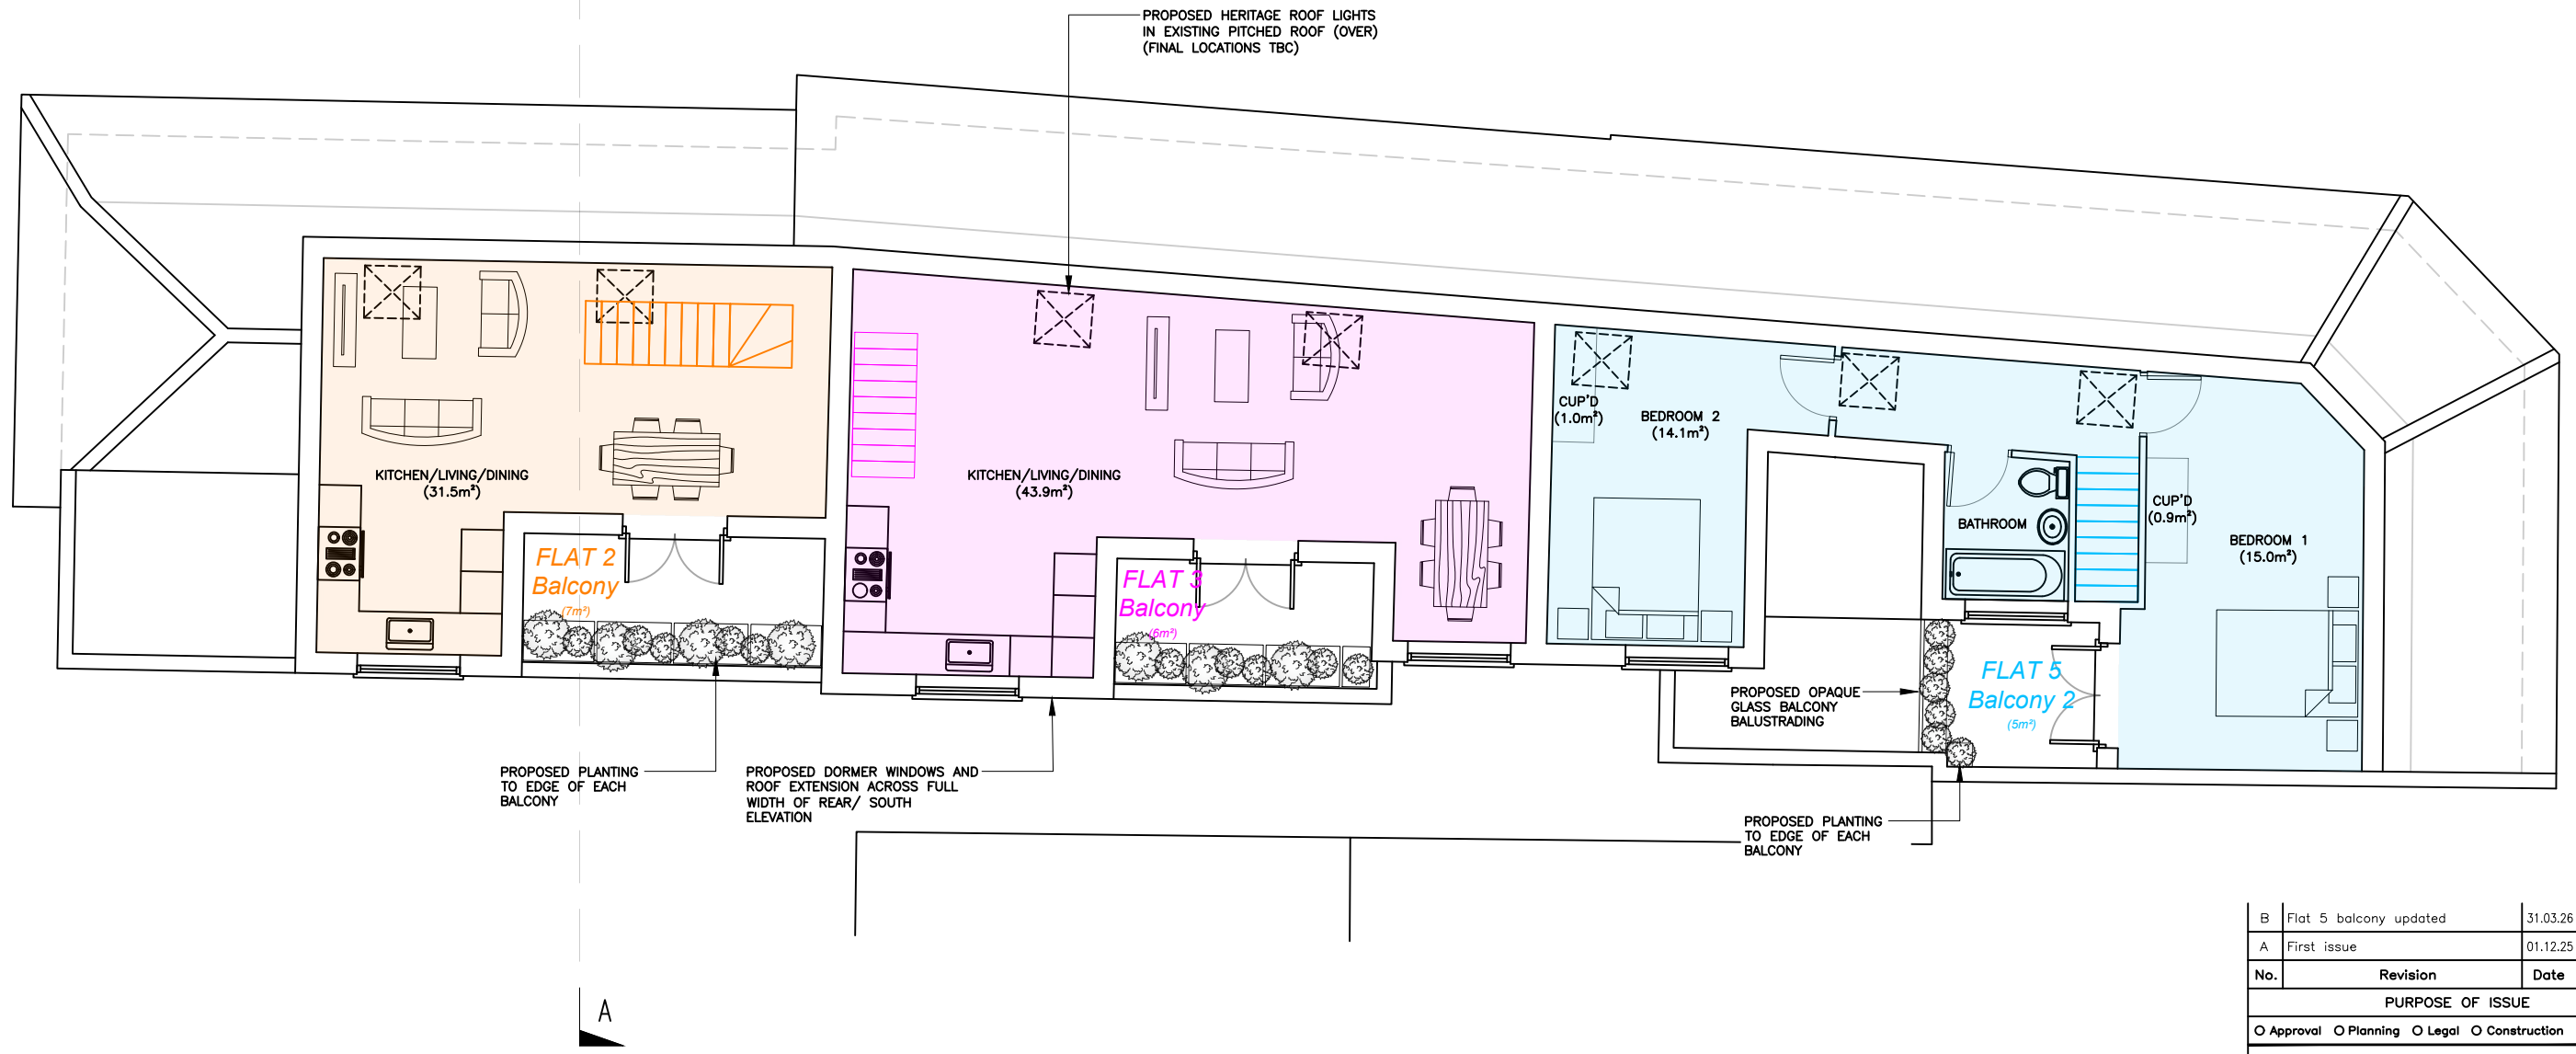 PROPOSED HERITAGE ROOF LIGHTS
IN EXISTING PITCHED ROOF (OVER)
(FINAL LOCATIONS TBC)
KITCHEN/LIVING/DINING
(31.5m²)
KITCHEN/LIVING/DINING
(43.9m²)
CUP'D
(1.0m²)
BEDROOM 2
(14.1m²)
BATHROOM
CUP'D
(0.9m²)
BEDROOM 1
(15.0m²)
FLAT 2
Balcony
(7m²)
FLAT 3
Balcony
(6m²)
FLAT 5
Balcony 2
(5m²)
PROPOSED OPAQUE
GLASS BALCONY
BALUSTRADING
PROPOSED PLANTING
TO EDGE OF EACH
BALCONY
PROPOSED DORMER WINDOWS AND
ROOF EXTENSION ACROSS FULL
WIDTH OF REAR/ SOUTH
ELEVATION
PROPOSED PLANTING
TO EDGE OF EACH
BALCONY
A
B Flat 5 balcony updated 31.03.26
A First issue 01.12.25
No. Revision Date
PURPOSE OF ISSUE
O Approval O Planning O Legal O Construction